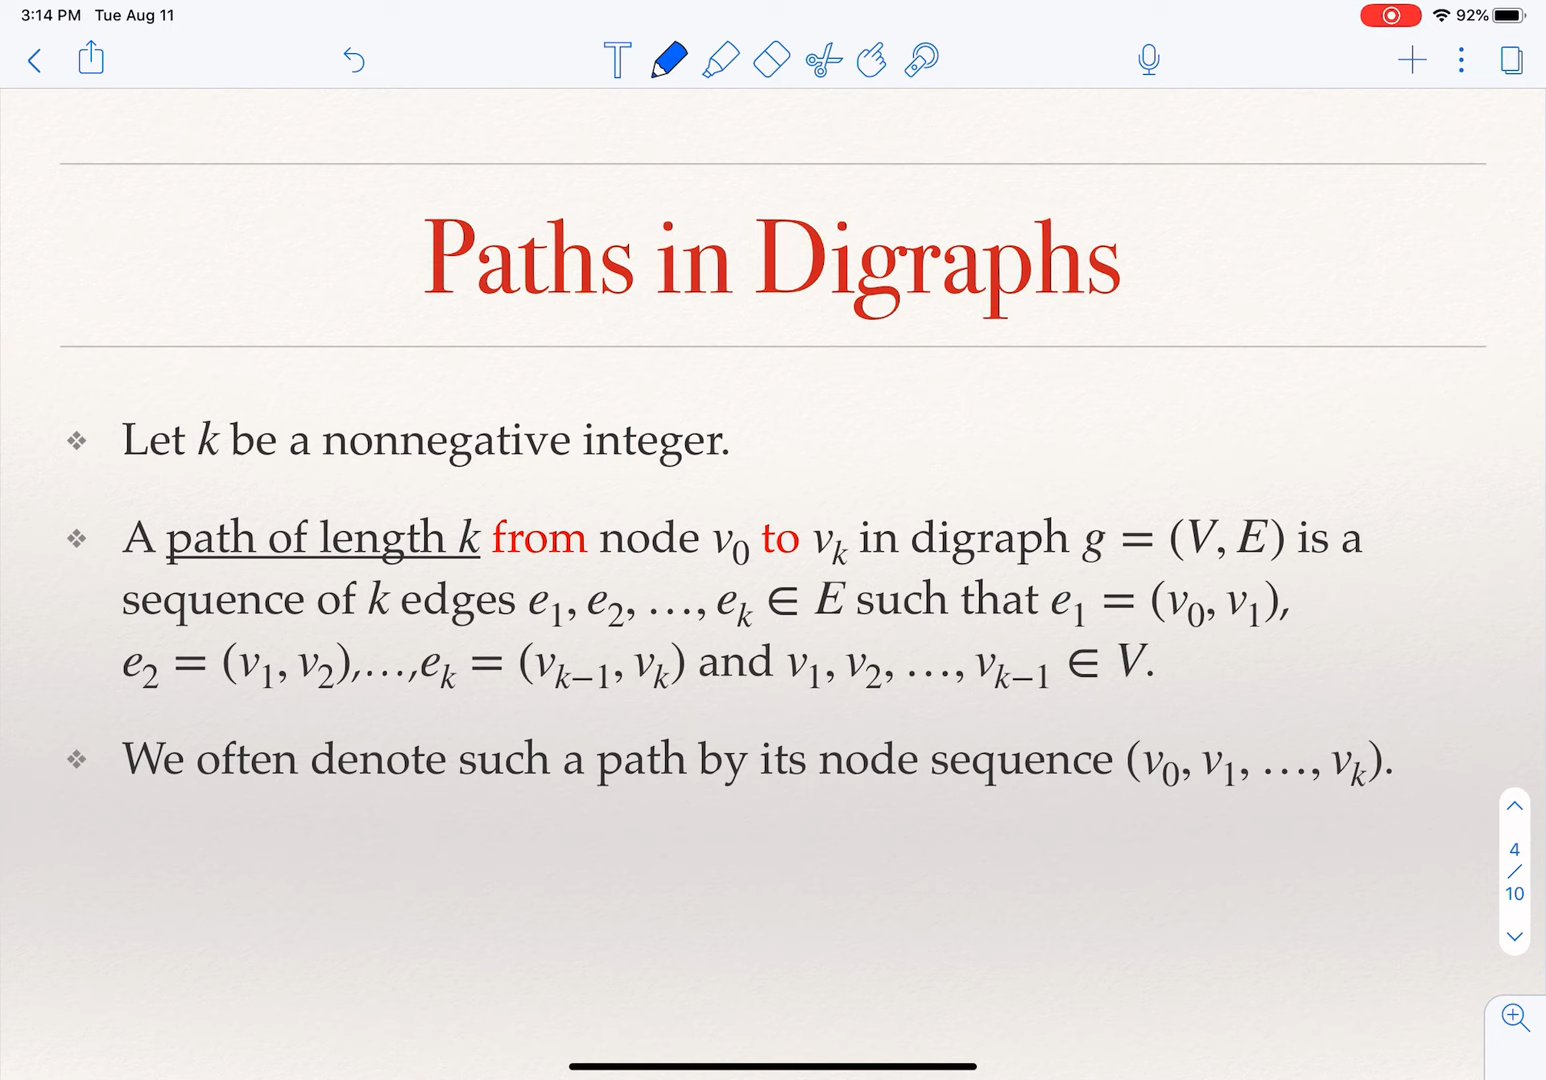 3:14 PM Tue Aug 11
92%
Paths in Digraphs
❖ Let k be a nonnegative integer.
❖ A path of length k from node v₀ to vₖ in digraph g = (V, E) is a
sequence of k edges e₁, e₂, …, eₖ ∈ E such that e₁ = (v₀, v₁),
e₂ = (v₁, v₂),…,eₖ = (vₖ₋₁, vₖ) and v₁, v₂, …, vₖ₋₁ ∈ V.
❖ We often denote such a path by its node sequence (v₀, v₁, …, vₖ).
4
/
10